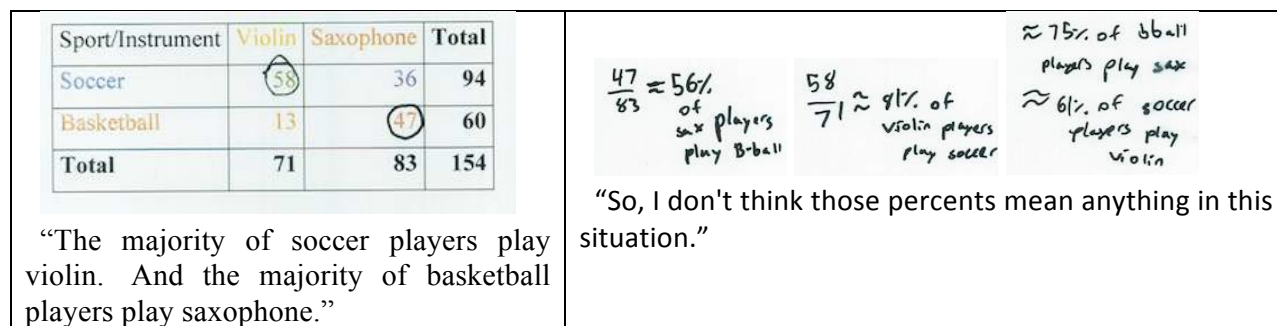 Sport/Instrument Violin Saxophone Total
Soccer 58 36 94
Basketball 13 47 60
Total 71 83 154
“The majority of soccer players play
violin. And the majority of basketball
players play saxophone.”
47/83 ≈ 56%
of
sax players
play B-ball
58/71 ≈ 81% of
violin players
play soccer
≈ 75% of bball
players play sax
≈ 61% of soccer
players play
violin
“So, I don't think those percents mean anything in this
situation.”